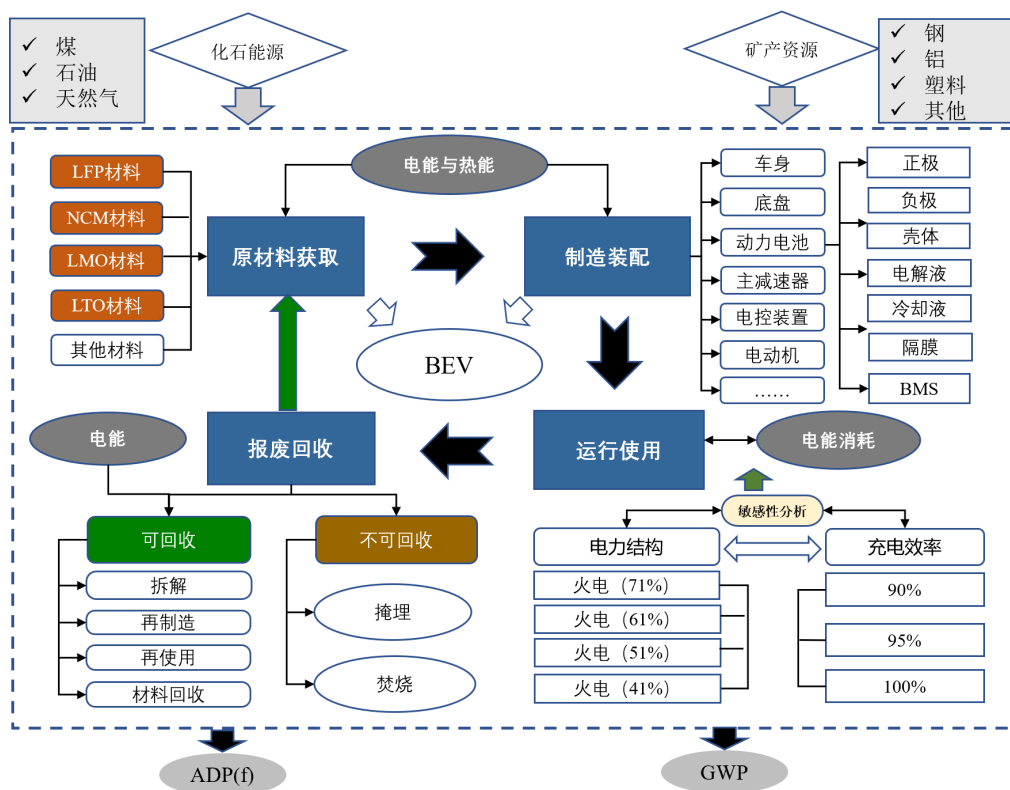 ✓ 煤
✓ 石油
✓ 天然气
化石能源
矿产资源
✓ 钢
✓ 铝
✓ 塑料
✓ 其他
电能与热能
LFP材料
NCM材料
LMO材料
LTO材料
其他材料
原材料获取
制造装配
BEV
车身
底盘
动力电池
主减速器
电控装置
电动机
……
正极
负极
壳体
电解液
冷却液
隔膜
BMS
电能
报废回收
运行使用
电能消耗
敏感性分析
可回收
不可回收
拆解
再制造
再使用
材料回收
掩埋
焚烧
电力结构
充电效率
火电（71%）
火电（61%）
火电（51%）
火电（41%）
90%
95%
100%
ADP(f)
GWP